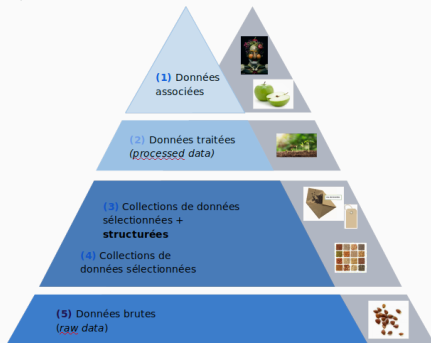 (1) Données
associées
(2) Données traitées
(processed data)
(3) Collections de données
sélectionnées +
structurées
(4) Collections de
données sélectionnées
(5) Données brutes
(raw data)